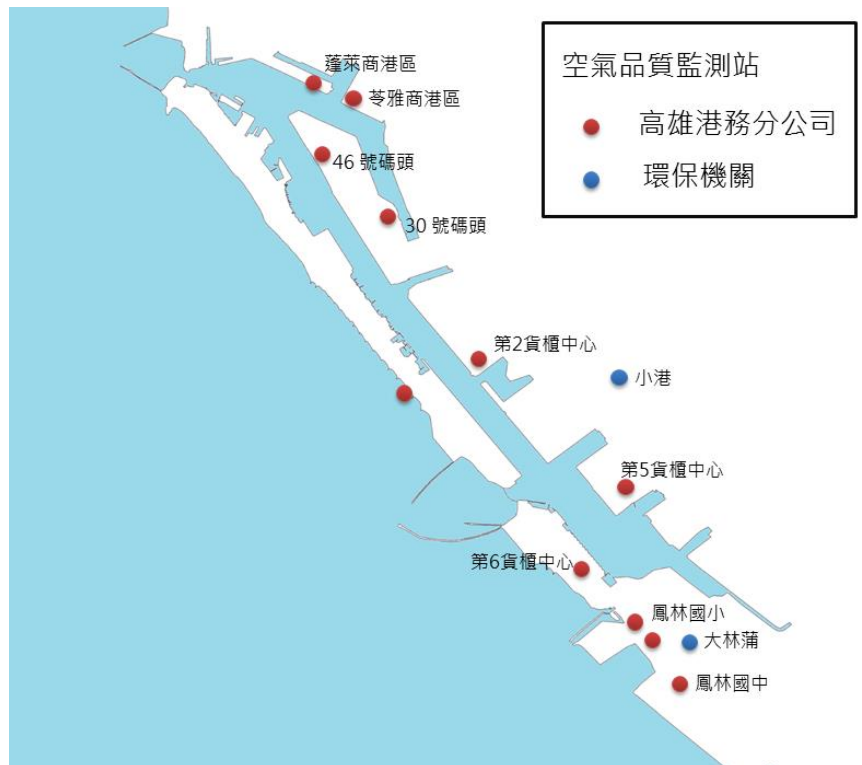 空氣品質監測站
高雄港務分公司
環保機關
蓬萊商港區
苓雅商港區
46 號碼頭
30 號碼頭
第2貨櫃中心
小港
第5貨櫃中心
第6貨櫃中心
鳳林國小
大林蒲
鳳林國中